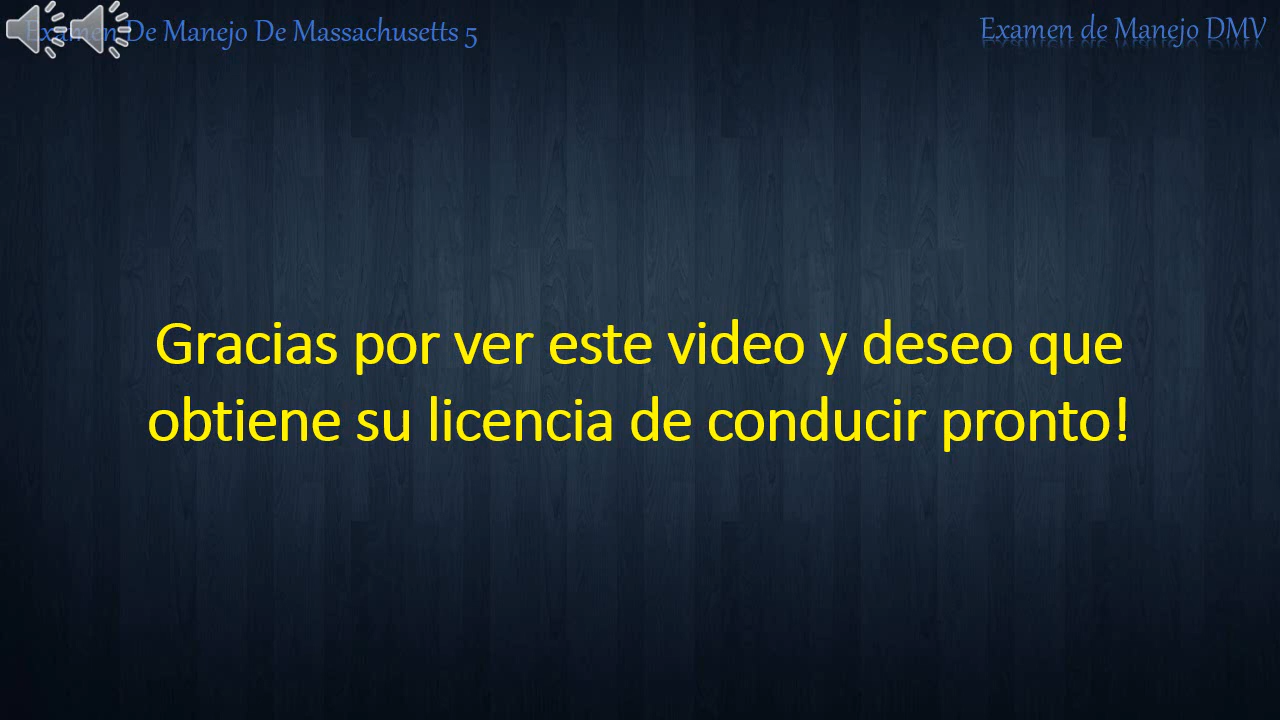 Examen De Manejo De Massachusetts 5
Examen de Manejo DMV
Gracias por ver este video y deseo que
obtiene su licencia de conducir pronto!